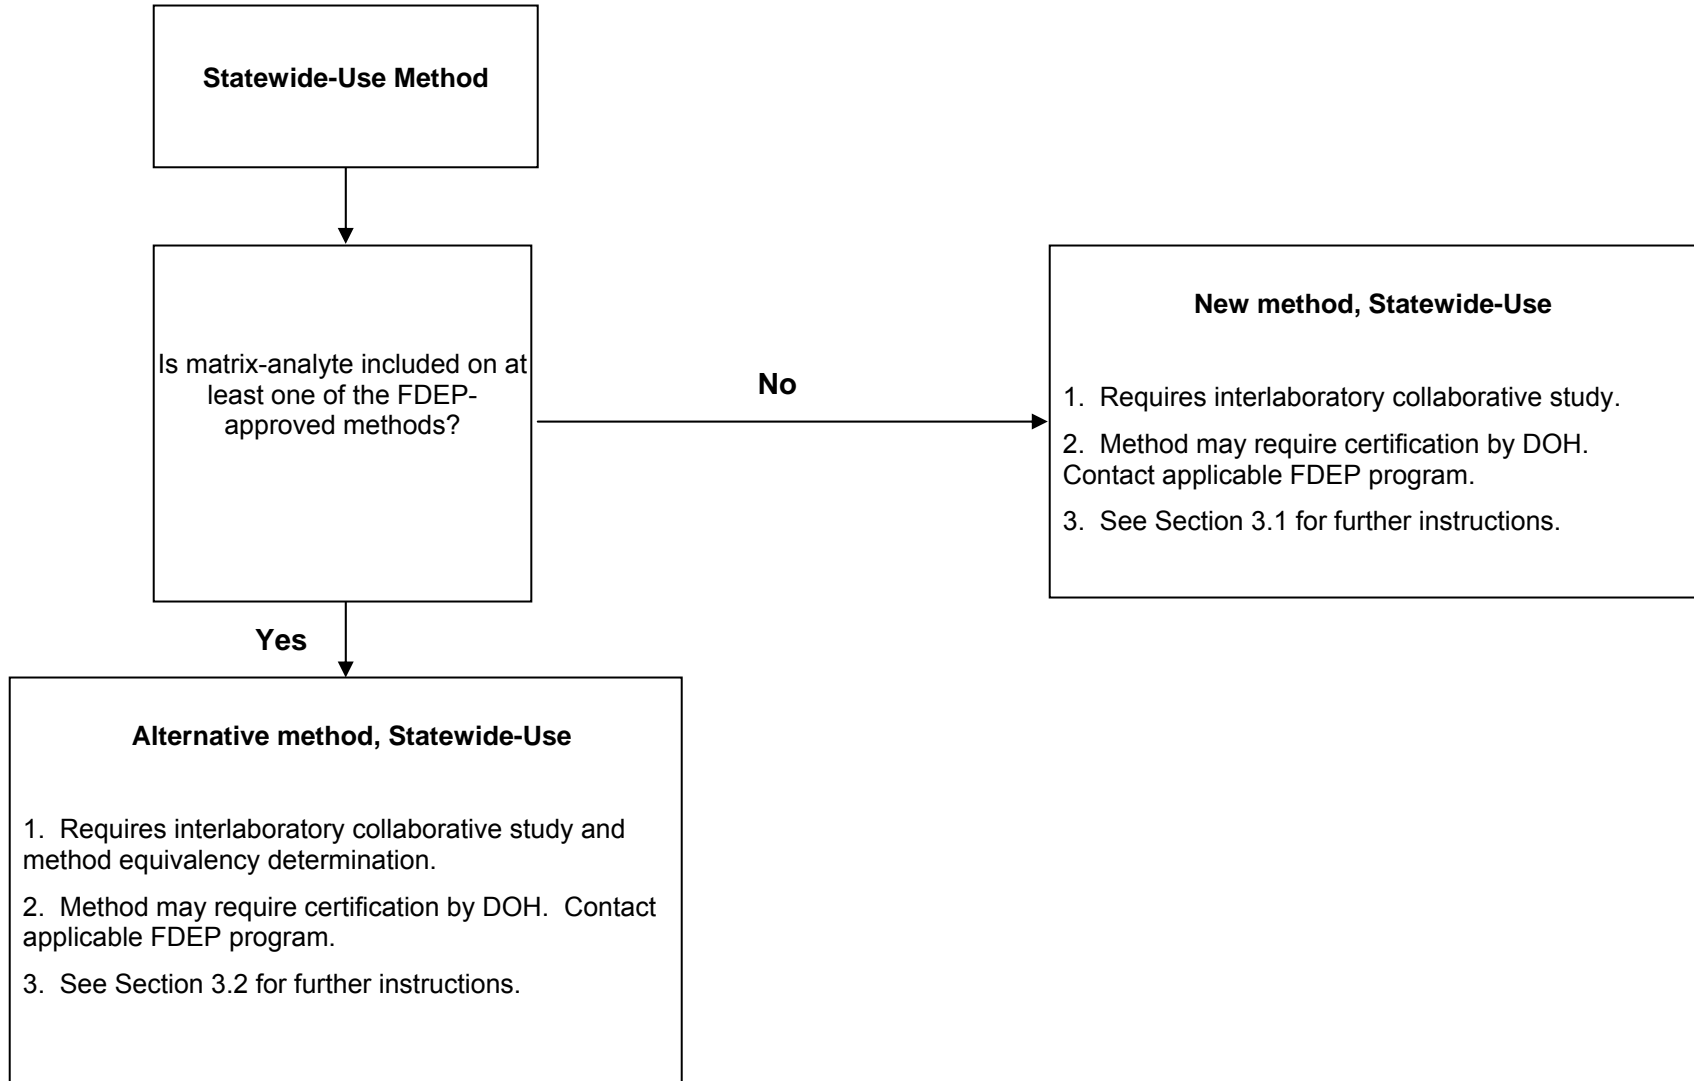 Statewide-Use Method
Is matrix-analyte included on at
least one of the FDEP-
approved methods?
No
New method, Statewide-Use
1.  Requires interlaboratory collaborative study.
2.  Method may require certification by DOH.
Contact applicable FDEP program.
3.  See Section 3.1 for further instructions.
Yes
Alternative method, Statewide-Use
1.  Requires interlaboratory collaborative study and
method equivalency determination.
2.  Method may require certification by DOH.  Contact
applicable FDEP program.
3.  See Section 3.2 for further instructions.